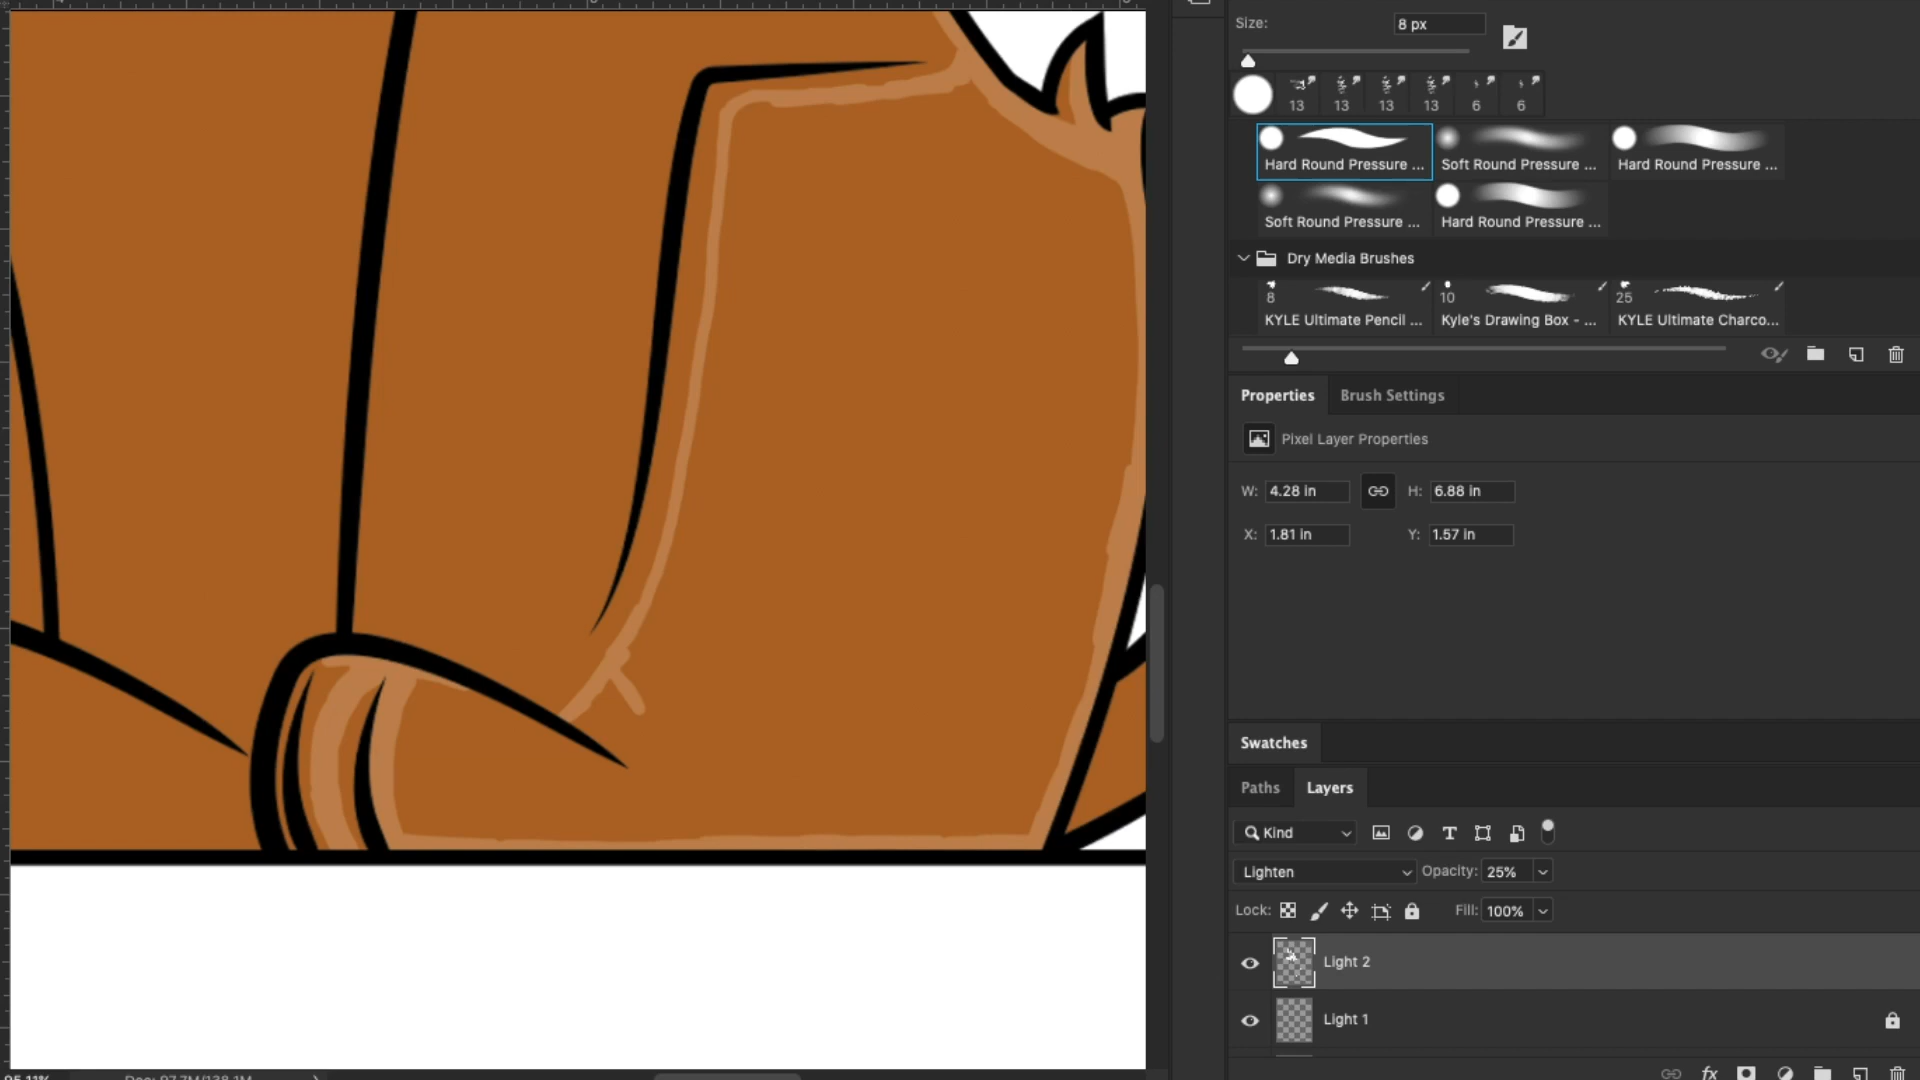 Size:
8 px
13
13
13
13
6
6
Hard Round Pressure ...
Soft Round Pressure ...
Hard Round Pressure ...
Soft Round Pressure ...
Hard Round Pressure ...
Dry Media Brushes
8
10
25
KYLE Ultimate Pencil ...
Kyle's Drawing Box - ...
KYLE Ultimate Charco...
Properties
Brush Settings
Pixel Layer Properties
W: 4.28 in
H: 6.88 in
X: 1.81 in
Y: 1.57 in
Swatches
Paths
Layers
Kind
Lighten
Opacity: 25%
Lock:
Fill: 100%
Light 2
Light 1
fx